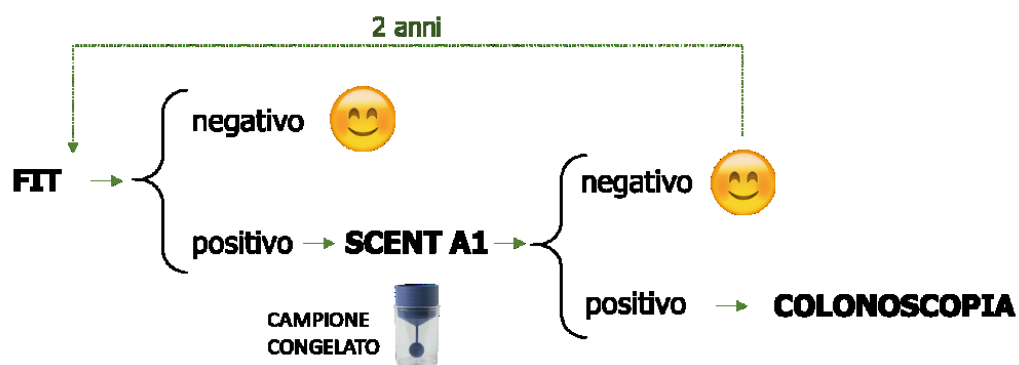 2 anni
negativo
FIT
positivo
SCENT A1
CAMPIONE
CONGELATO
negativo
positivo
COLONOSCOPIA